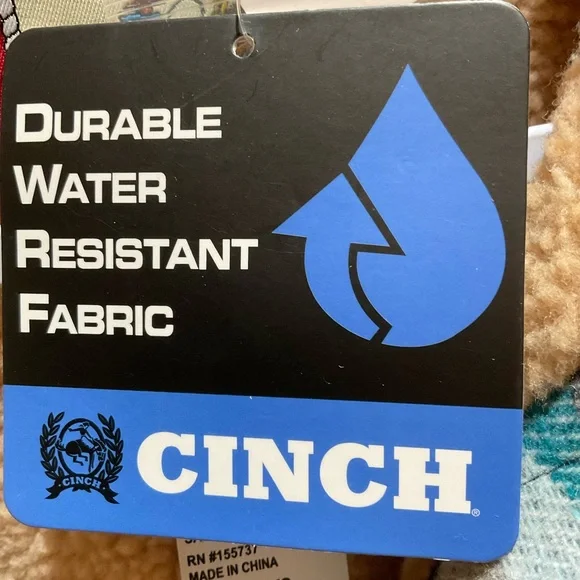 DURABLE
WATER
RESISTANT
FABRIC
CINCH
CINCH®
RN #155737
MADE IN CHINA